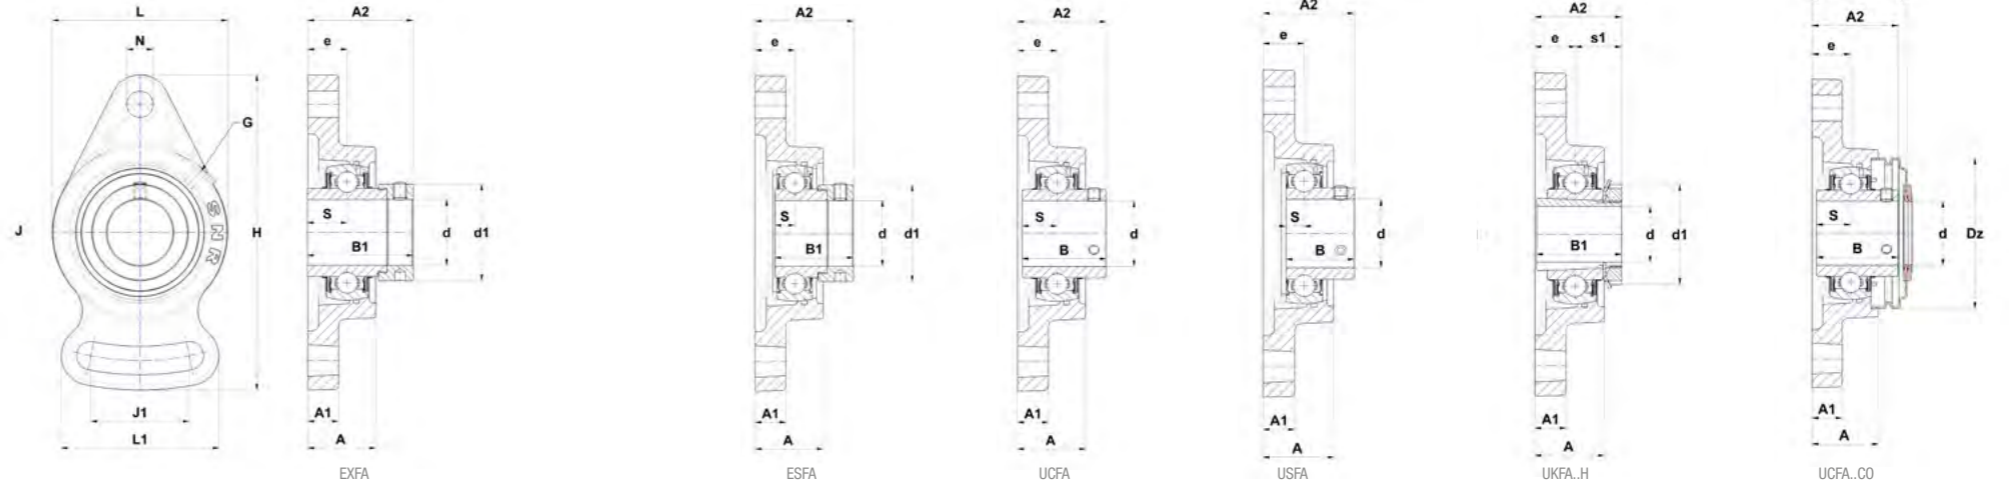 L
N
G
J
H
S N R
J1
L1
A2
e
S
B1
d
d1
A1
A
EXFA
A2
e
S
B1
d
d1
A1
A
ESFA
A2
e
S
B
d
A1
A
UCFA
A2
e
S
B
d
A1
A
USFA
A2
e
s1
B1
d
d1
A1
A
UKFA..H
A2
e
S
B
d
Dz
A1
A
UCFA..CO